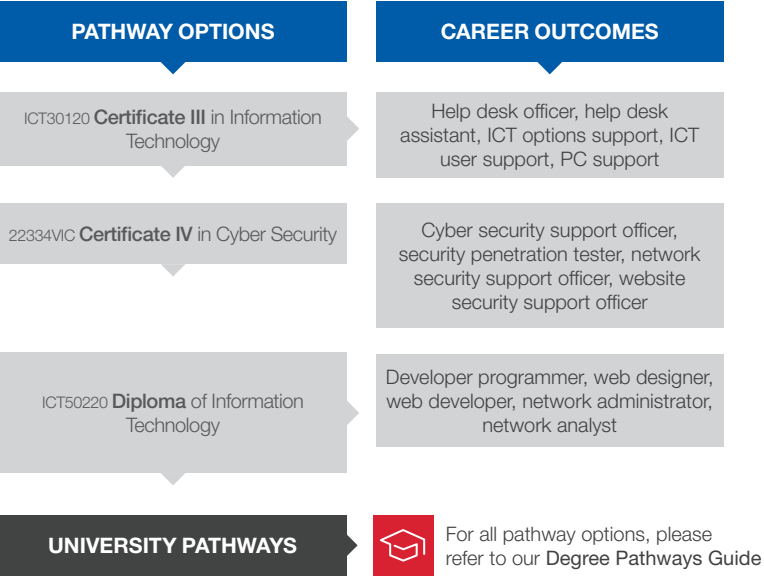 PATHWAY OPTIONS
CAREER OUTCOMES
ICT30120 Certificate III in Information
Technology
Help desk officer, help desk
assistant, ICT options support, ICT
user support, PC support
22334VIC Certificate IV in Cyber Security
Cyber security support officer,
security penetration tester, network
security support officer, website
security support officer
ICT50220 Diploma of Information
Technology
Developer programmer, web designer,
web developer, network administrator,
network analyst
UNIVERSITY PATHWAYS
For all pathway options, please
refer to our Degree Pathways Guide